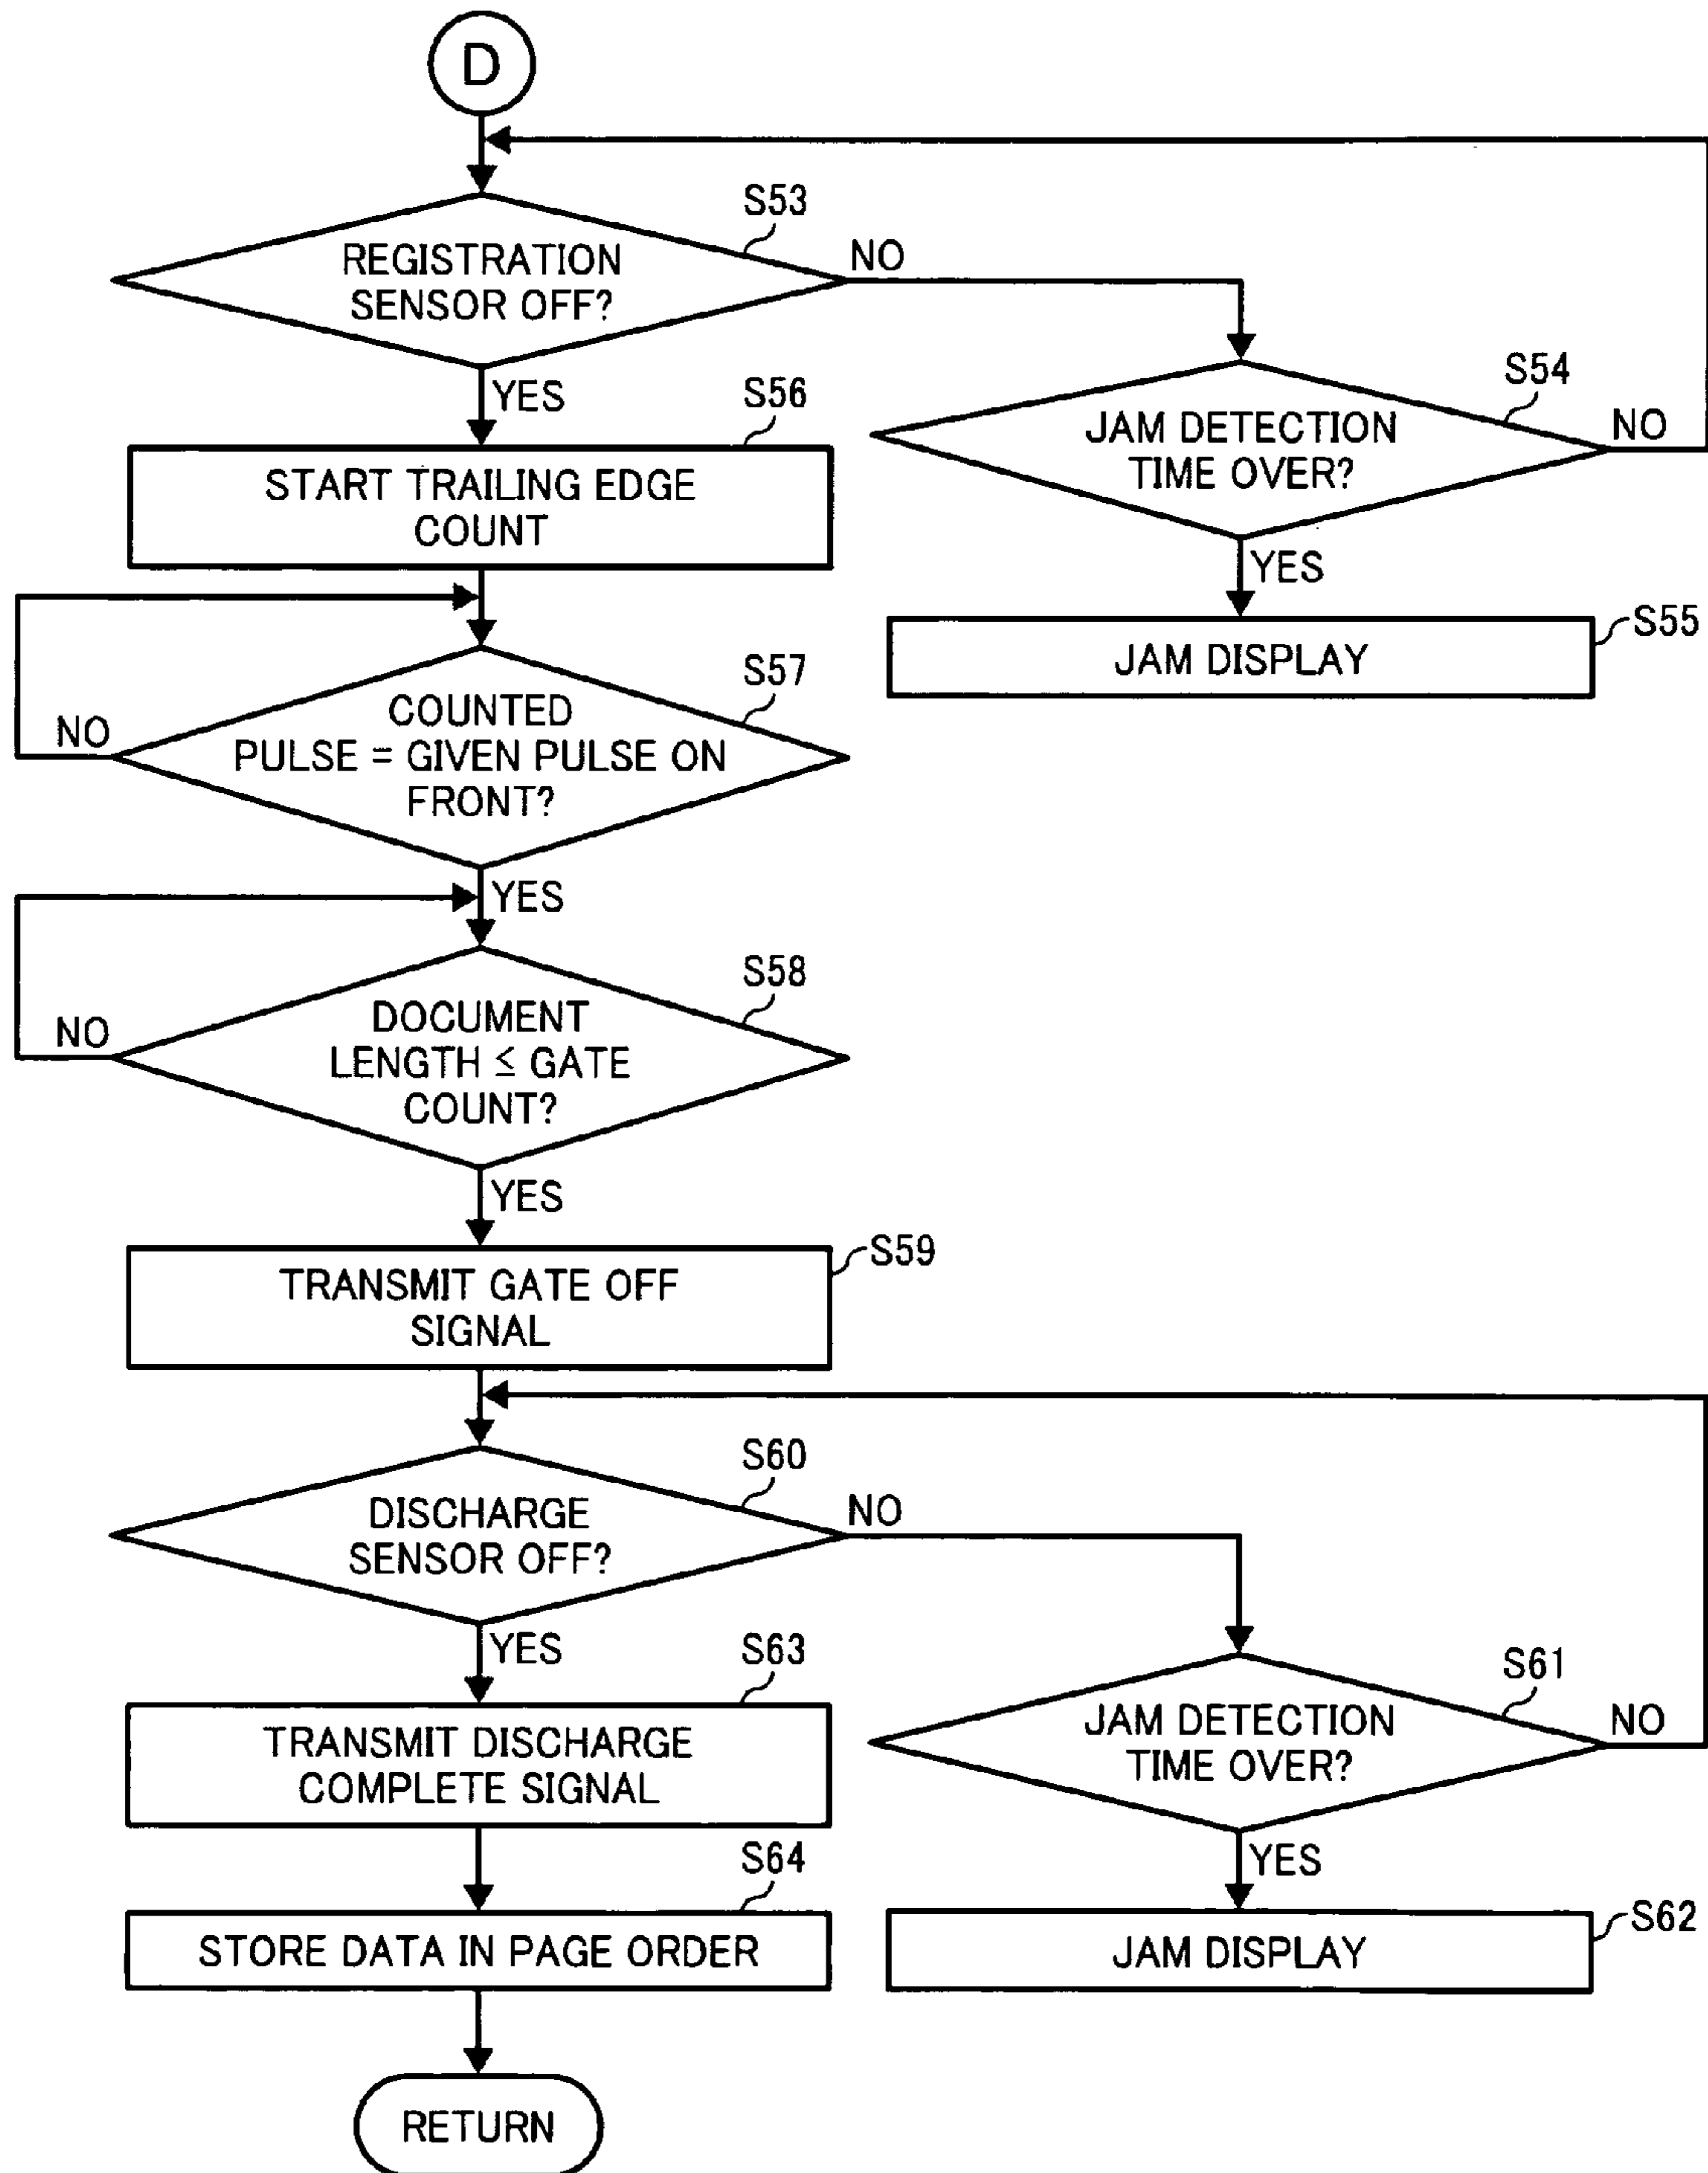 D
S53
REGISTRATION
SENSOR OFF?
NO
YES
S54
JAM DETECTION
TIME OVER?
NO
YES
S55
JAM DISPLAY
S56
START TRAILING EDGE
COUNT
S57
COUNTED
PULSE = GIVEN PULSE ON
FRONT?
NO
YES
S58
DOCUMENT
LENGTH ≤ GATE
COUNT?
NO
YES
S59
TRANSMIT GATE OFF
SIGNAL
S60
DISCHARGE
SENSOR OFF?
NO
YES
S61
JAM DETECTION
TIME OVER?
NO
YES
S62
JAM DISPLAY
S63
TRANSMIT DISCHARGE
COMPLETE SIGNAL
S64
STORE DATA IN PAGE ORDER
RETURN